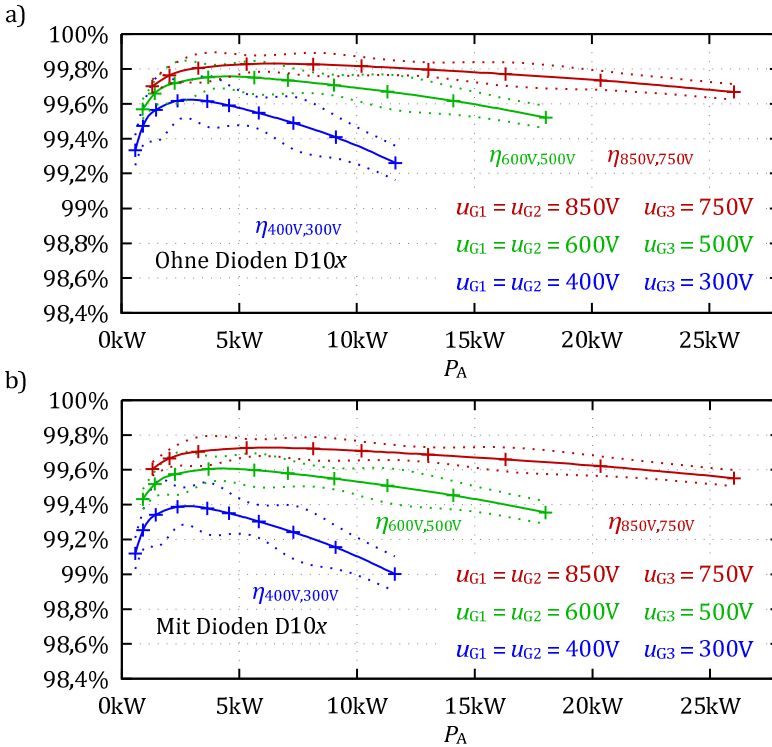 a)
100%
99,8%
99,6%
99,4%
99,2%
99%
98,8%
98,6%
98,4%
η600V,500V η850V,750V
η400V,300V
uG1 = uG2 = 850V uG3 = 750V
uG1 = uG2 = 600V uG3 = 500V
uG1 = uG2 = 400V uG3 = 300V
Ohne Dioden D10x
0kW 5kW 10kW 15kW 20kW 25kW
PA
b)
100%
99,8%
99,6%
99,4%
99,2%
99%
98,8%
98,6%
98,4%
η600V,500V η850V,750V
η400V,300V
uG1 = uG2 = 850V uG3 = 750V
uG1 = uG2 = 600V uG3 = 500V
uG1 = uG2 = 400V uG3 = 300V
Mit Dioden D10x
0kW 5kW 10kW 15kW 20kW 25kW
PA